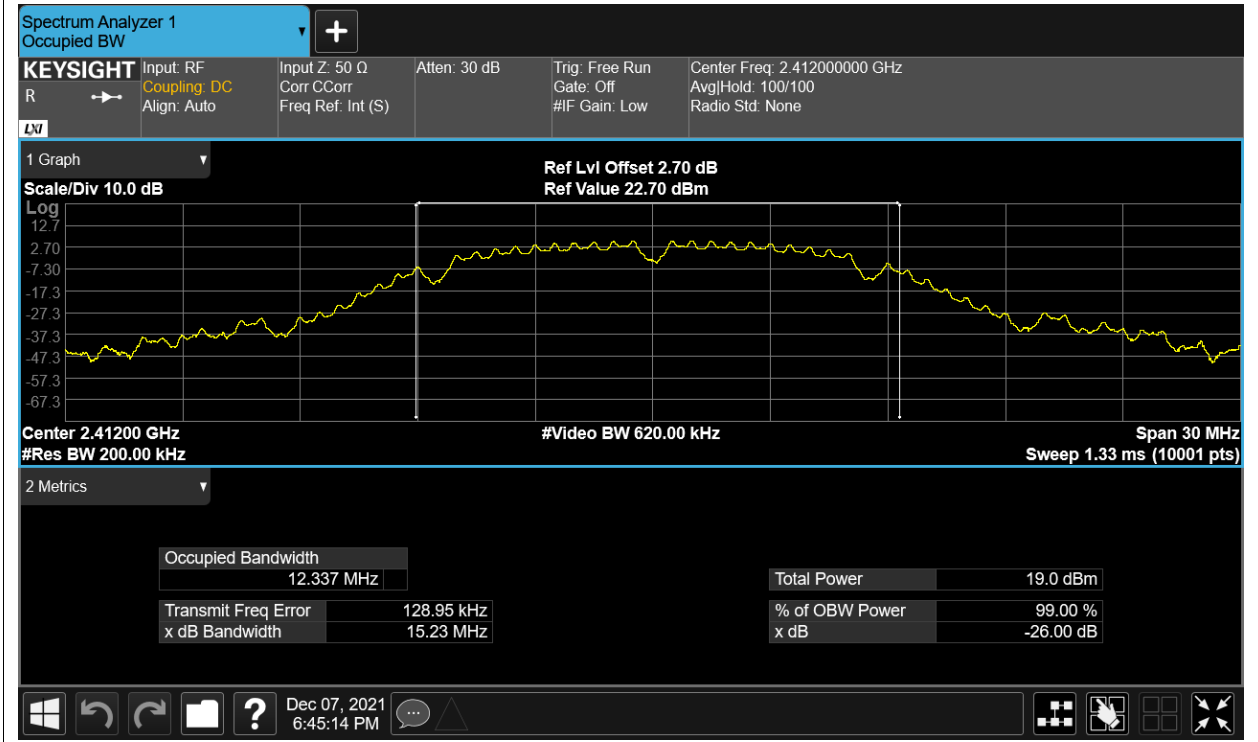 Spectrum Analyzer 1
Occupied BW
KEYSIGHT
R
LXI
Input: RF
Coupling: DC
Align: Auto
Input Z: 50 Ω
Corr CCorr
Freq Ref: Int (S)
Atten: 30 dB
Trig: Free Run
Gate: Off
#IF Gain: Low
Center Freq: 2.412000000 GHz
Avg|Hold: 100/100
Radio Std: None
1 Graph
Scale/Div 10.0 dB
Ref Lvl Offset 2.70 dB
Ref Value 22.70 dBm
Log
12.7
2.70
-7.30
-17.3
-27.3
-37.3
-47.3
-57.3
-67.3
Center 2.41200 GHz
#Video BW 620.00 kHz
Span 30 MHz
#Res BW 200.00 kHz
Sweep 1.33 ms (10001 pts)
2 Metrics
Occupied Bandwidth
12.337 MHz
Total Power 19.0 dBm
Transmit Freq Error 128.95 kHz
% of OBW Power 99.00 %
x dB Bandwidth 15.23 MHz
x dB -26.00 dB
?
Dec 07, 2021
6:45:14 PM